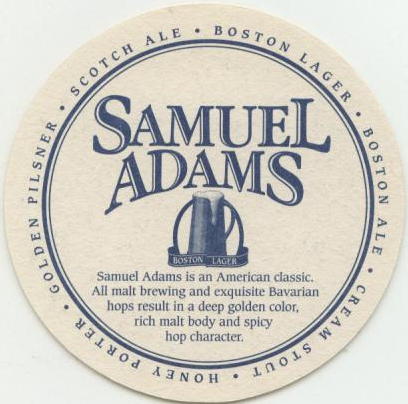 GOLDEN PILSNER • SCOTCH ALE • BOSTON LAGER • BOSTON ALE • CREAM STOUT • HONEY PORTER •
SAMUEL
ADAMS
BOSTON LAGER
Samuel Adams is an American classic.
All malt brewing and exquisite Bavarian
hops result in a deep golden color,
rich malt body and spicy
hop character.